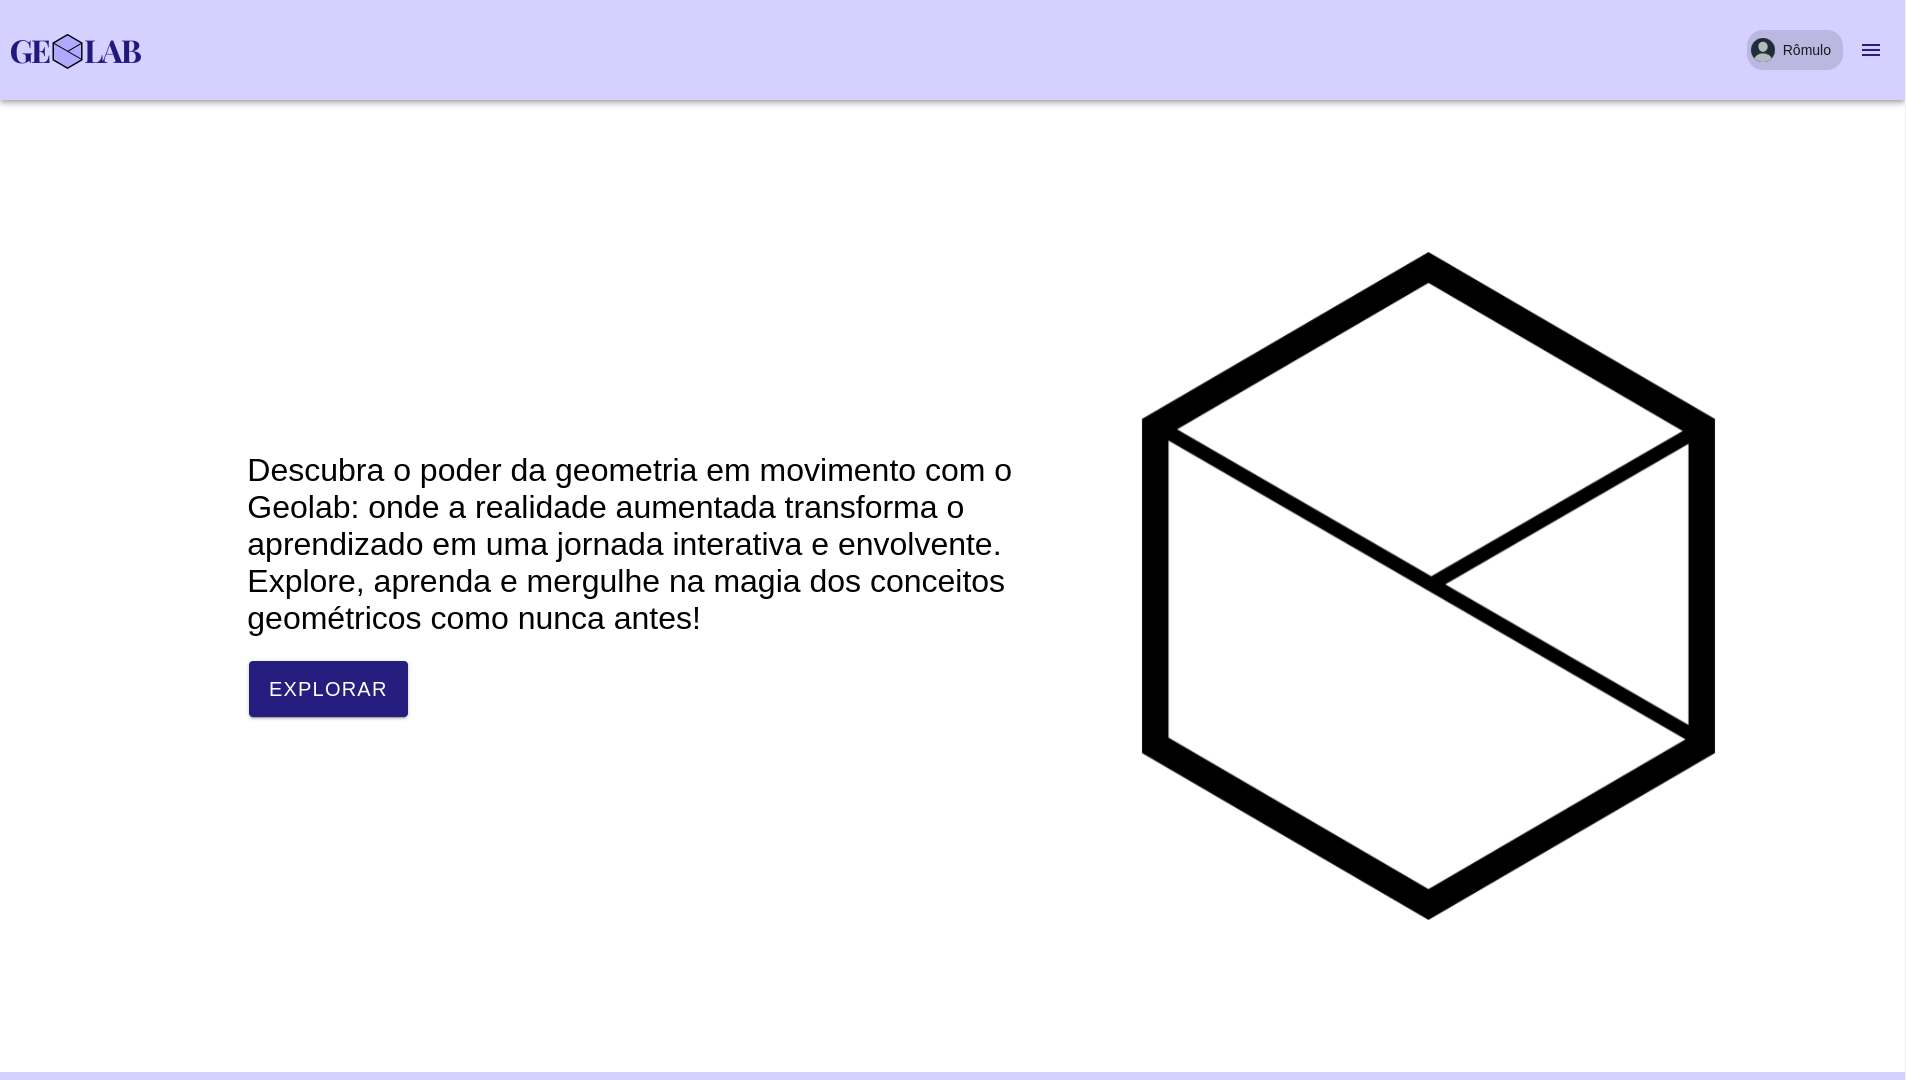 GEOLAB
Rômulo
Descubra o poder da geometria em movimento com o
Geolab: onde a realidade aumentada transforma o
aprendizado em uma jornada interativa e envolvente.
Explore, aprenda e mergulhe na magia dos conceitos
geométricos como nunca antes!
EXPLORAR